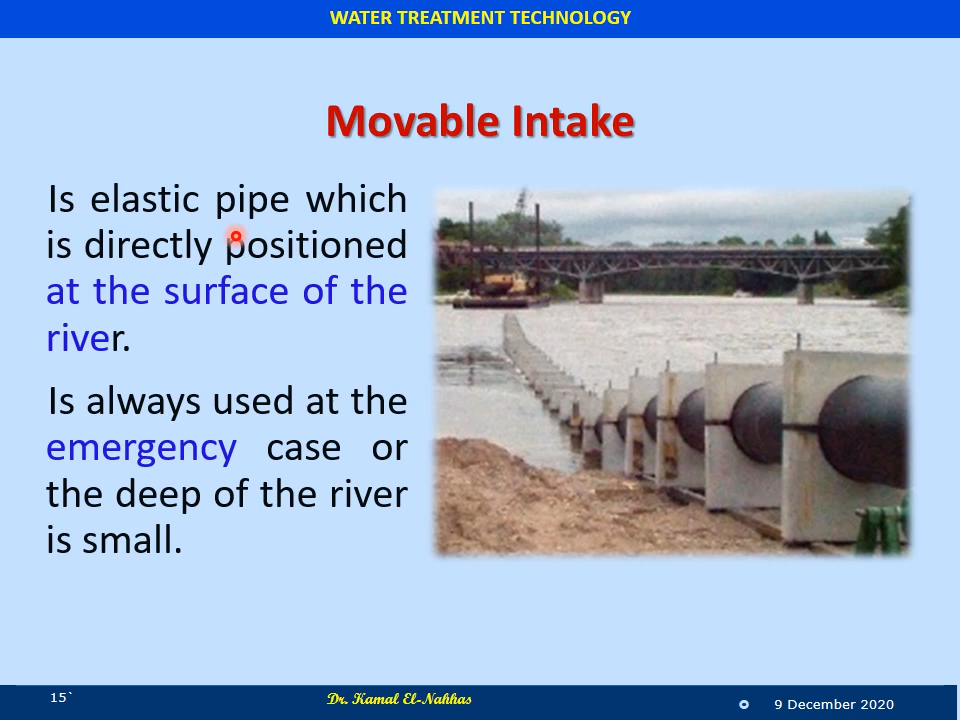 WATER TREATMENT TECHNOLOGY
Movable Intake
Is elastic pipe which
is directly positioned
at the surface of the
river.
Is always used at the
emergency case or
the deep of the river
is small.
15`
Dr. Kamal El-Nahhas
9 December 2020